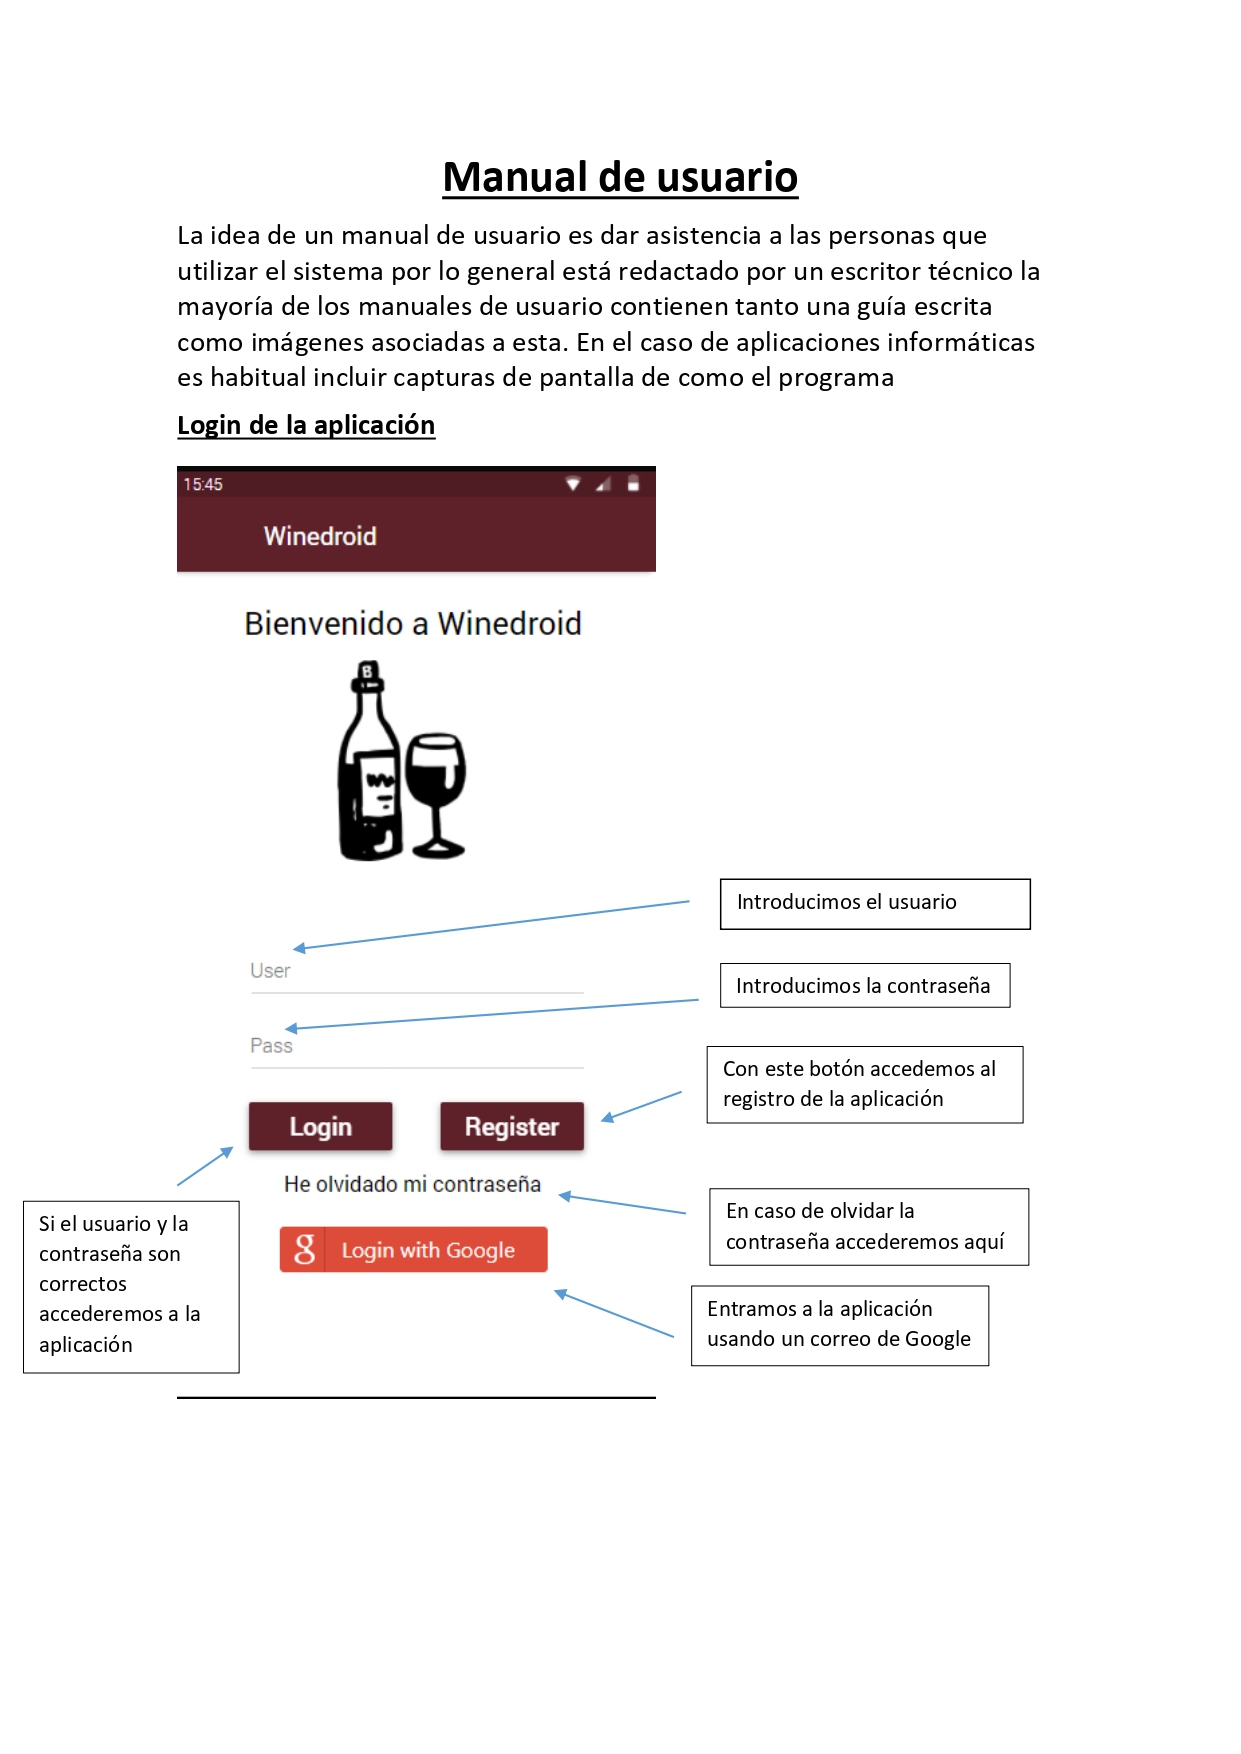 Manual de usuario
La idea de un manual de usuario es dar asistencia a las personas que
utilizar el sistema por lo general está redactado por un escritor técnico la
mayoría de los manuales de usuario contienen tanto una guía escrita
como imágenes asociadas a esta. En el caso de aplicaciones informáticas
es habitual incluir capturas de pantalla de como el programa
Login de la aplicación
15:45
Winedroid
Bienvenido a Winedroid
B
Introducimos el usuario
User
Introducimos la contraseña
Pass
Con este botón accedemos al
registro de la aplicación
Login
Register
He olvidado mi contraseña
En caso de olvidar la
contraseña accederemos aquí
Si el usuario y la
contraseña son
correctos
accederemos a la
aplicación
g Login with Google
Entramos a la aplicación
usando un correo de Google